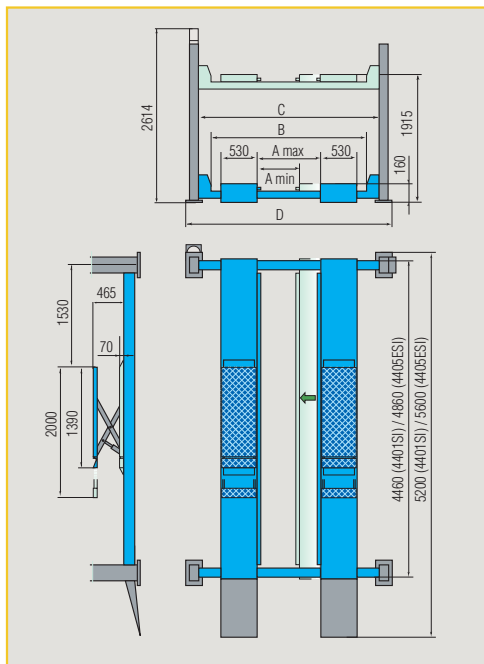 2614
C
B
530
A max
530
A min
D
160
1915
465
1530
70
2000
1390
4460 (4401SI) / 4860 (4405ESI)
5200 (4401SI) / 5600 (4405ESI)